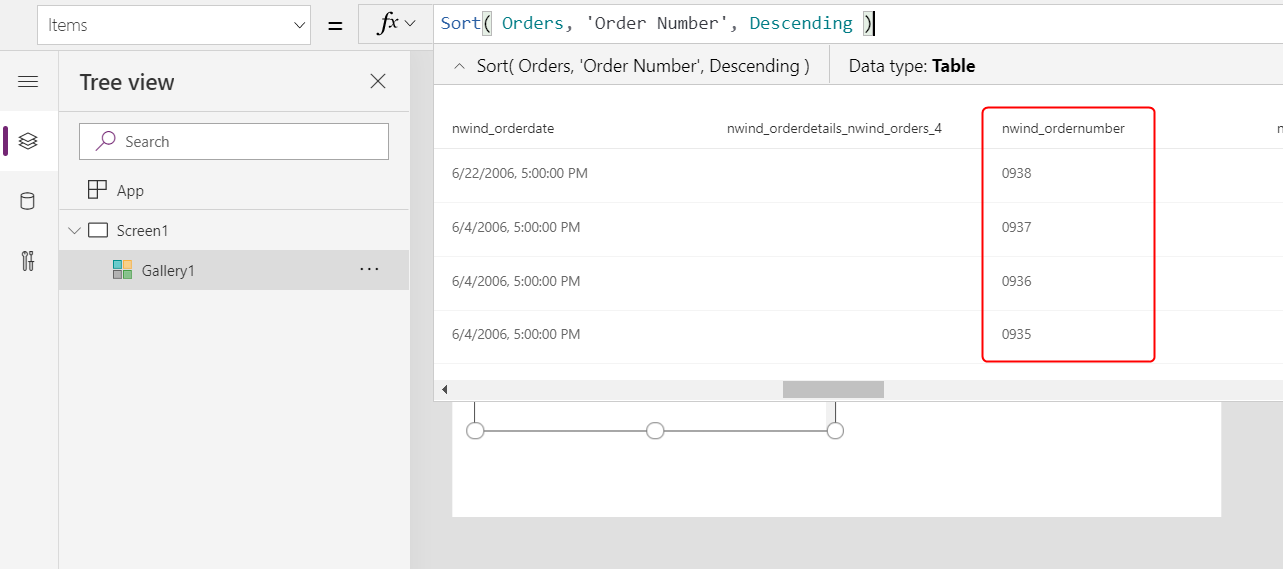 Items = fx Sort( Orders, 'Order Number', Descending )
Tree view
Sort( Orders, 'Order Number', Descending ) Data type: Table
Search
nwind_orderdate nwind_orderdetails_nwind_orders_4 nwind_ordernumber
6/22/2006, 5:00:00 PM 0938
App
Screen1
6/4/2006, 5:00:00 PM 0937
Gallery1 ...
6/4/2006, 5:00:00 PM 0936
6/4/2006, 5:00:00 PM 0935